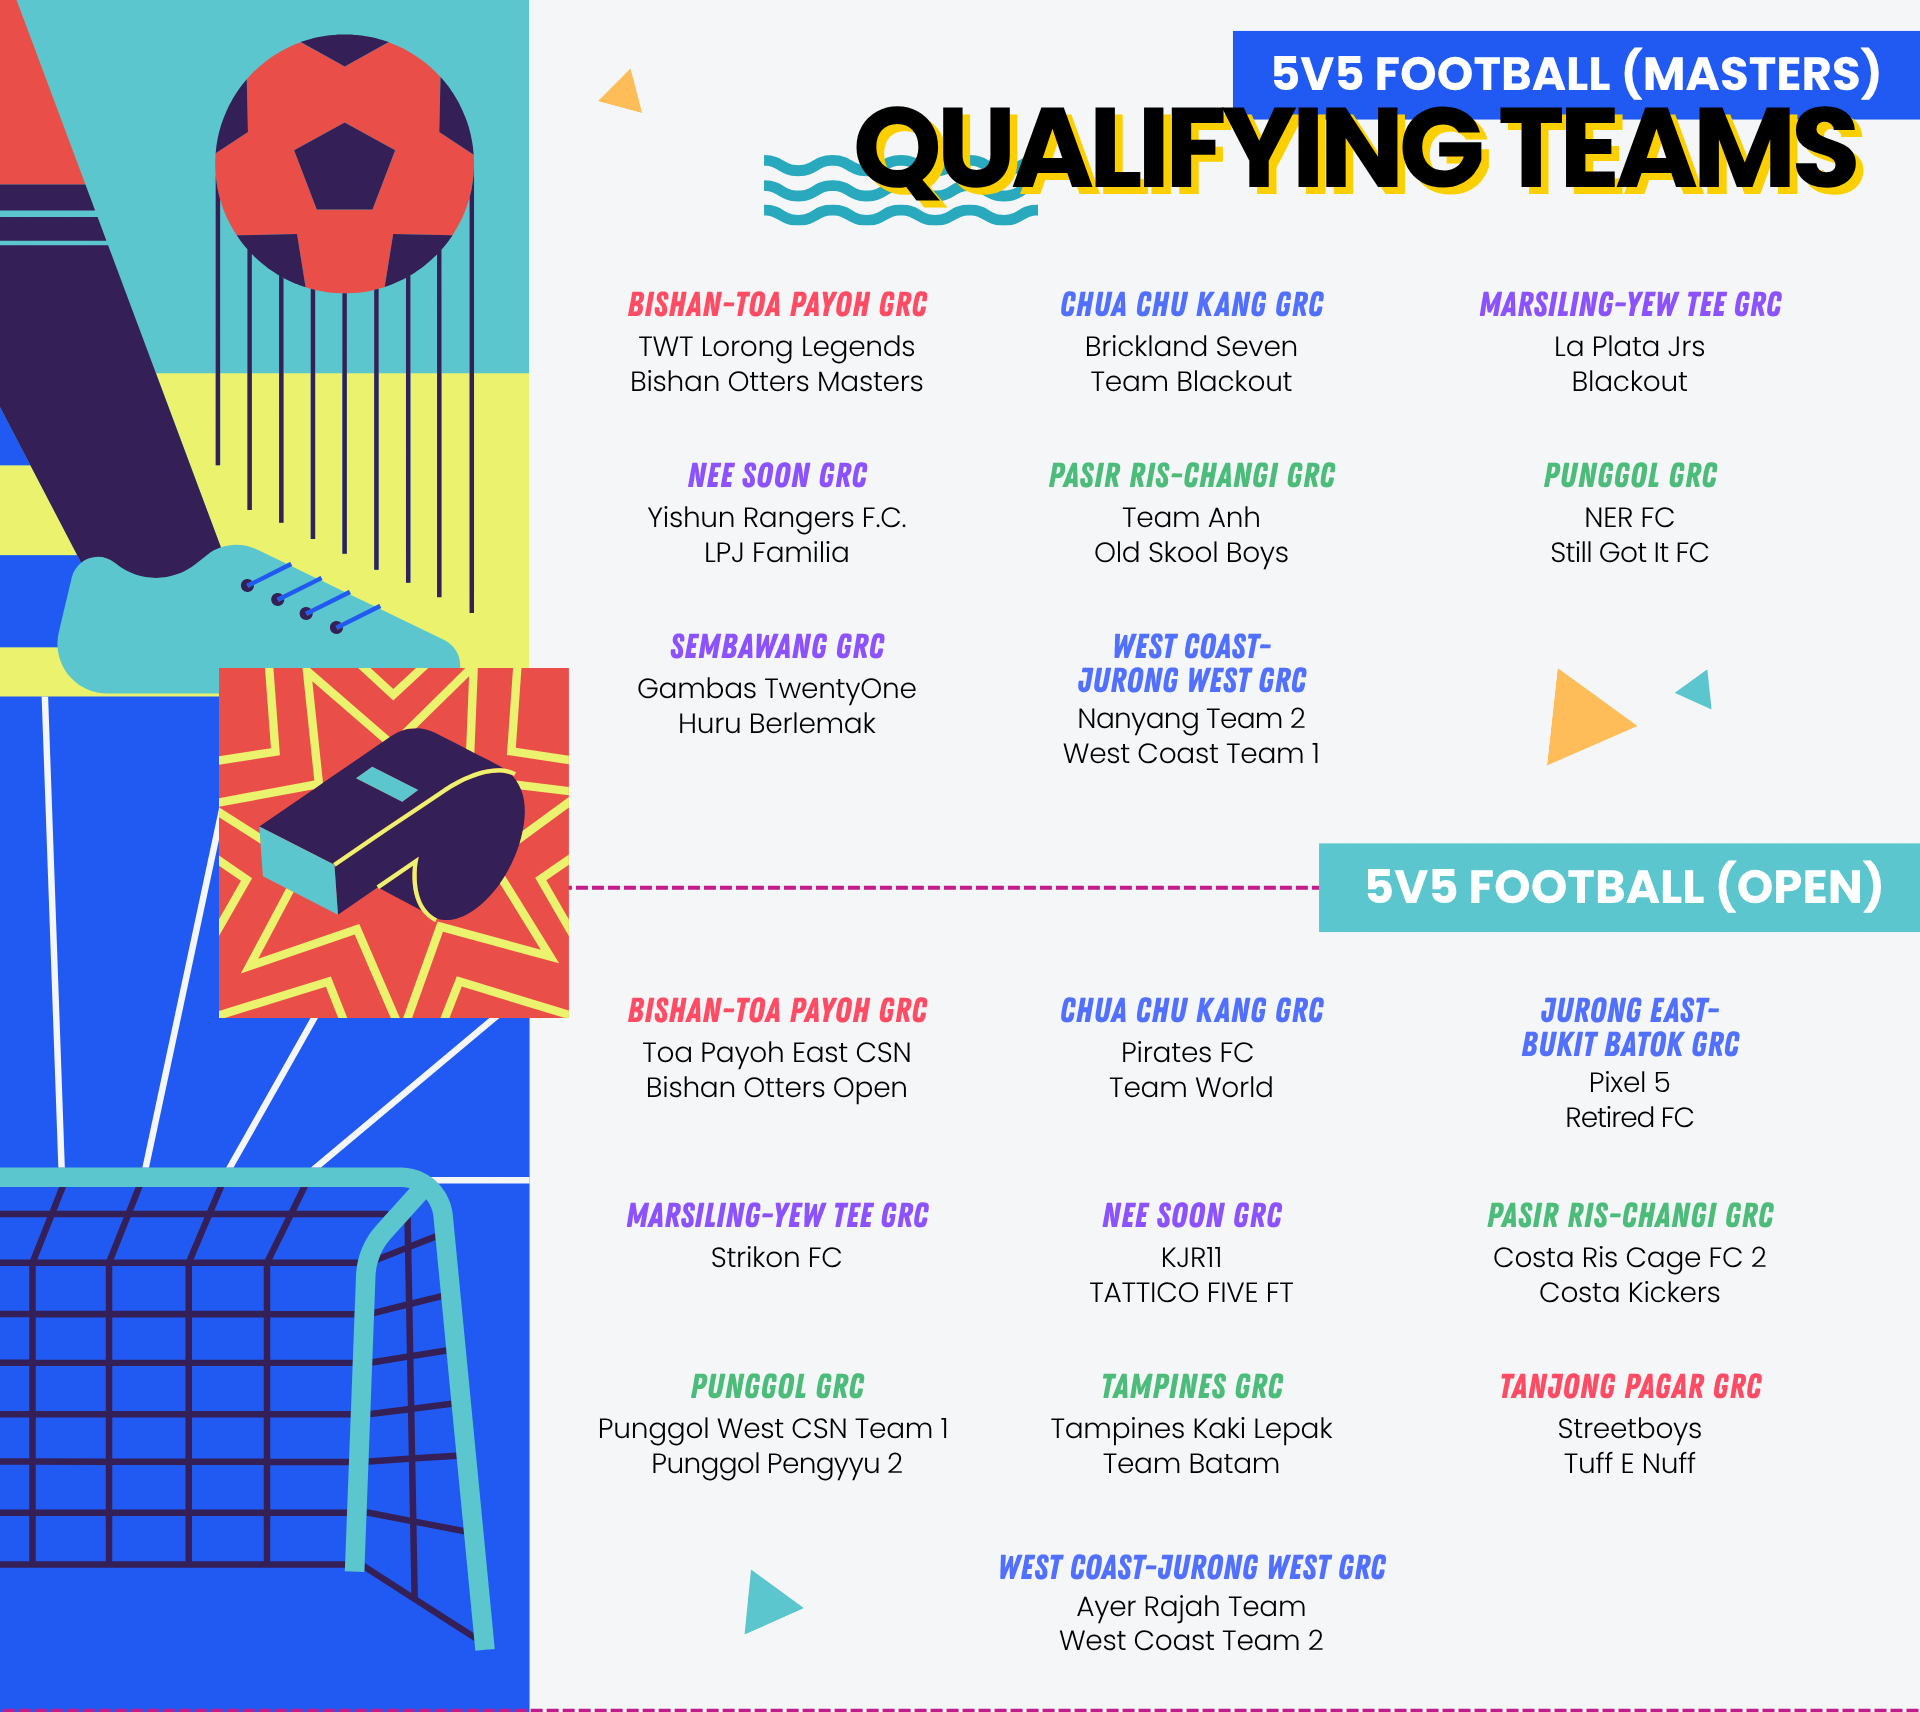 5V5 FOOTBALL (MASTERS)
QUALIFYING TEAMS
BISHAN-TOA PAYOH GRC
TWT Lorong Legends
Bishan Otters Masters
CHUA CHU KANG GRC
Brickland Seven
Team Blackout
MARSILING-YEW TEE GRC
La Plata Jrs
Blackout
NEE SOON GRC
Yishun Rangers F.C.
LPJ Familia
PASIR RIS-CHANGI GRC
Team Anh
Old Skool Boys
PUNGGOL GRC
NER FC
Still Got It FC
SEMBAWANG GRC
Gambas TwentyOne
Huru Berlemak
WEST COAST-
JURONG WEST GRC
Nanyang Team 2
West Coast Team 1
5V5 FOOTBALL (OPEN)
BISHAN-TOA PAYOH GRC
Toa Payoh East CSN
Bishan Otters Open
CHUA CHU KANG GRC
Pirates FC
Team World
JURONG EAST-
BUKIT BATOK GRC
Pixel 5
Retired FC
MARSILING-YEW TEE GRC
Strikon FC
NEE SOON GRC
KJR11
TATTICO FIVE FT
PASIR RIS-CHANGI GRC
Costa Ris Cage FC 2
Costa Kickers
PUNGGOL GRC
Punggol West CSN Team 1
Punggol Pengyyu 2
TAMPINES GRC
Tampines Kaki Lepak
Team Batam
TANJONG PAGAR GRC
Streetboys
Tuff E Nuff
WEST COAST-JURONG WEST GRC
Ayer Rajah Team
West Coast Team 2